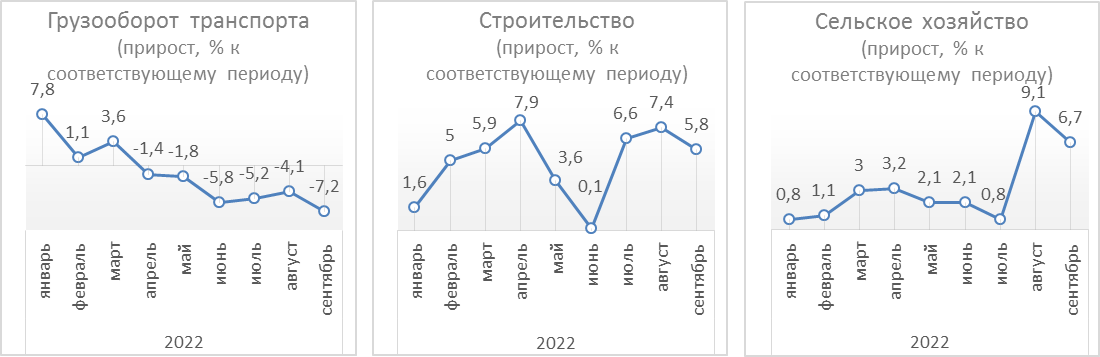 Грузооборот транспорта
(прирост, % к
соответствующему периоду)
7,8
1,1
3,6
-1,4
-1,8
-5,8
-5,2
-4,1
-7,2
январь
февраль
март
апрель
май
июнь
июль
август
сентябрь
2022
Строительство
(прирост, % к
соответствующему периоду)
1,6
5
5,9
7,9
3,6
0,1
6,6
7,4
5,8
январь
февраль
март
апрель
май
июнь
июль
август
сентябрь
2022
Сельское хозяйство
(прирост, % к
соответствующему периоду)
0,8
1,1
3
3,2
2,1
2,1
0,8
9,1
6,7
январь
февраль
март
апрель
май
июнь
июль
август
сентябрь
2022